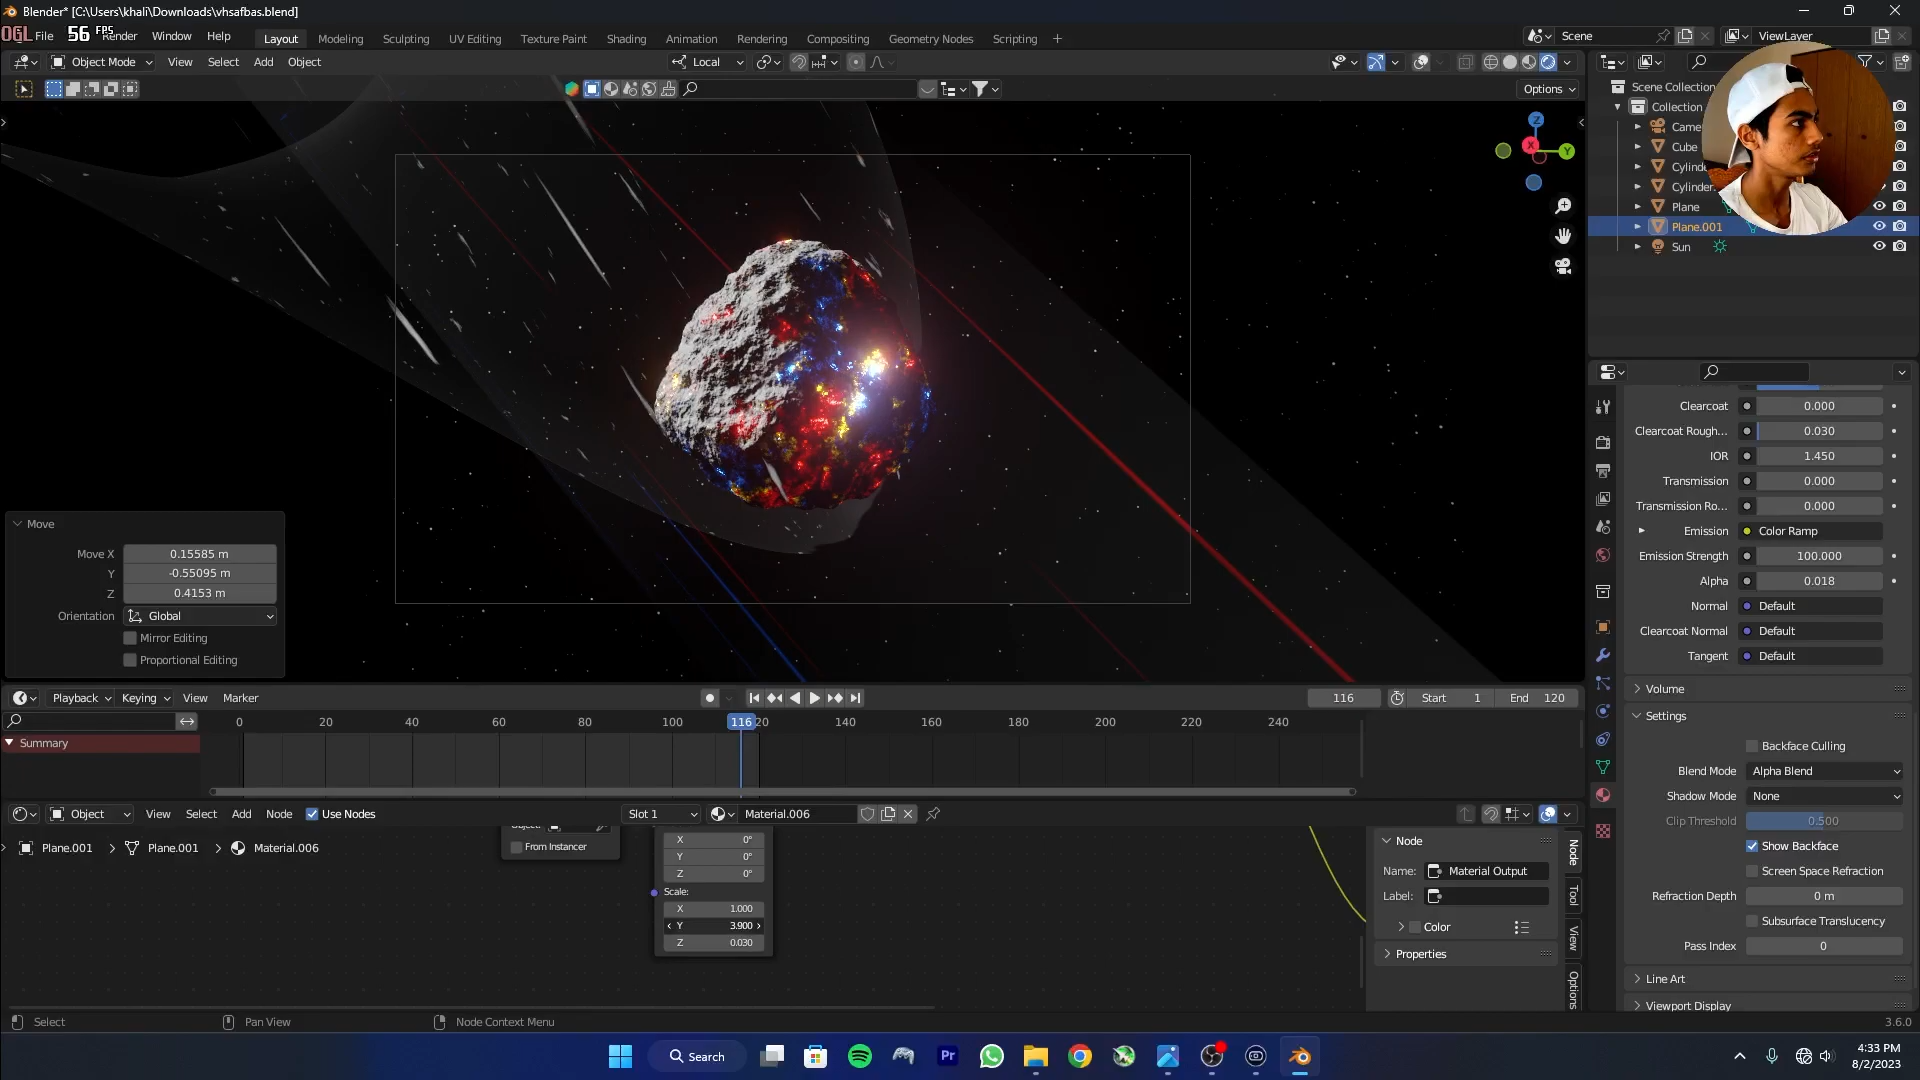 Blender* [C:\Users\khali\Downloads\vhsafbas.blend]
OGL 56 FPS
File Render Window Help Layout Modeling Sculpting UV Editing Texture Paint Shading Animation Rendering Compositing Geometry Nodes Scripting + Scene ViewLayer
Object Mode View Select Add Object Local
Options
Scene Collection
Collection
Came
Cube
Cylinde
Cylinder
Plane
Plane.001
Sun
Z
X
Y
Move
Move X 0.15585 m
Y -0.55095 m
Z 0.4153 m
Orientation Global
Mirror Editing
Proportional Editing
Clearcoat 0.000
Clearcoat Rough... 0.030
IOR 1.450
Transmission 0.000
Transmission Ro... 0.000
Emission Color Ramp
Emission Strength 100.000
Alpha 0.018
Normal Default
Clearcoat Normal Default
Tangent Default
Volume
Settings
Backface Culling
Blend Mode Alpha Blend
Shadow Mode None
Clip Threshold 0.500
Show Backface
Screen Space Refraction
Refraction Depth 0 m
Subsurface Translucency
Pass Index 0
Line Art
Viewport Display
Playback Keying View Marker 116 Start 1 End 120
0 20 40 60 80 100 116 20 140 160 180 200 220 240
Summary
Object View Select Add Node Use Nodes Slot 1 Material.006
Plane.001 > Plane.001 > Material.006
From Instancer
X 0°
Y 0°
Z 0°
Scale:
X 1.000
Y 3.900
Z 0.030
Node
Name: Material Output
Label:
Color
Properties
Node
Tool
View
Options
Select Pan View Node Context Menu 3.6.0
Search
Pr
4:33 PM
8/2/2023